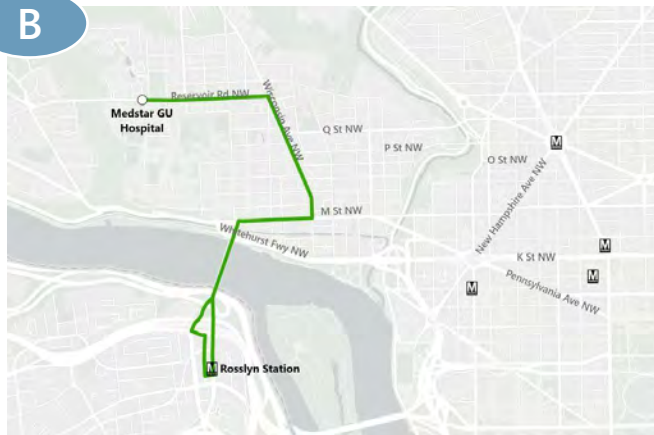 B
Reservoir Rd NW
Medstar GU
Hospital
Wisconsin Ave NW
Q St NW
P St NW
O St NW
New Hampshire Ave NW
M St NW
Whitehurst Fwy NW
K St NW
Pennsylvania Ave NW
M
M
M
M
M Rosslyn Station